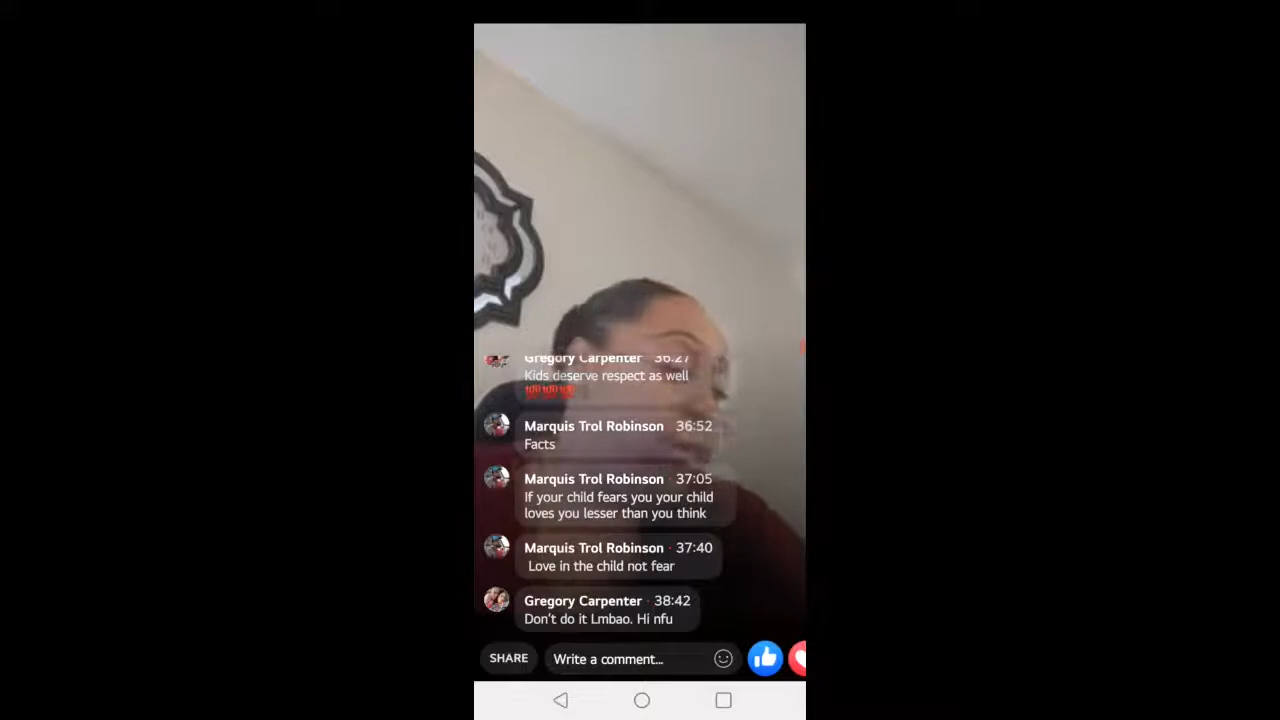 Gregory Carpenter 36:27
Kids deserve respect as well
💯💯💯
Marquis Trol Robinson · 36:52
Facts
Marquis Trol Robinson · 37:05
If your child fears you your child
loves you lesser than you think
Marquis Trol Robinson · 37:40
Love in the child not fear
Gregory Carpenter · 38:42
Don't do it Lmbao. Hi nfu
SHARE Write a comment...